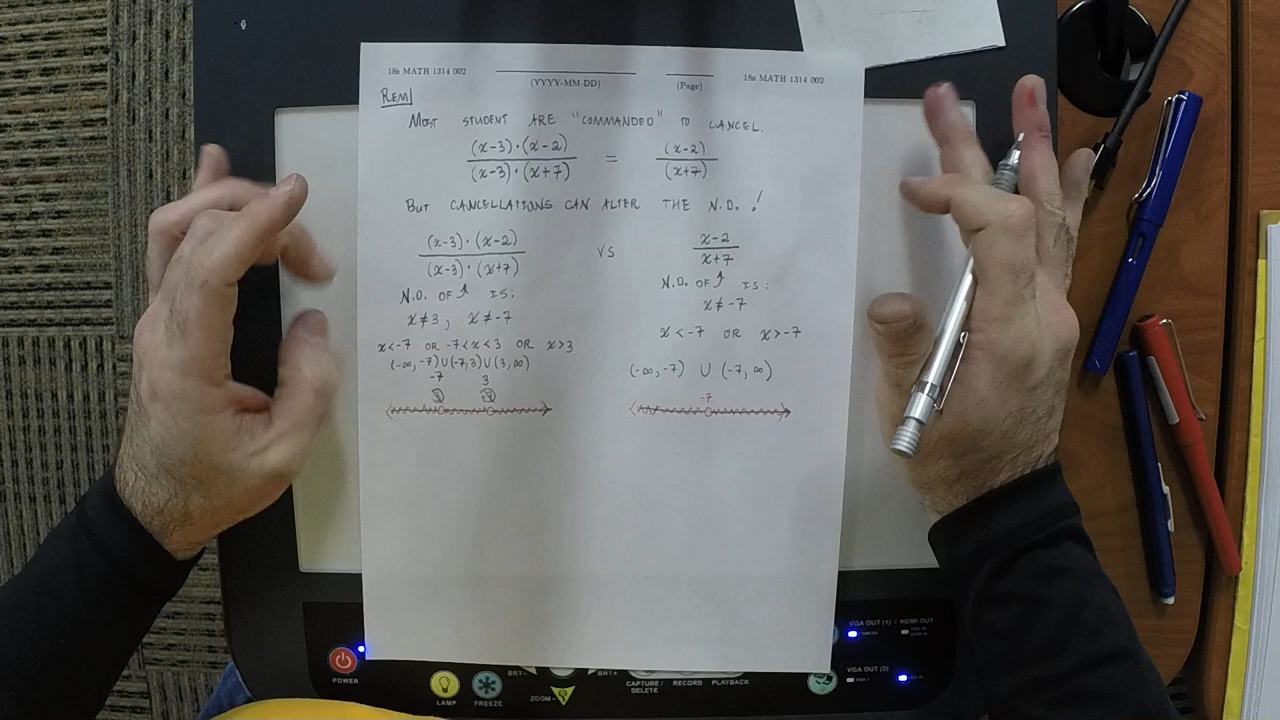 18s MATH 1314 002
(YYYY-MM-DD)
(Page)
18s MATH 1314 002
REM
MOST STUDENT ARE "COMMANDED" TO CANCEL.
(x-3)·(x-2) / (x-3)·(x+7) = (x-2) / (x+7)
BUT CANCELLATIONS CAN ALTER THE N.D.!
(x-3)·(x-2) / (x-3)·(x+7) VS x-2 / x+7
N.D. OF ↑ IS:
x≠3, x≠-7
x<-7 OR -7<x<3 OR x>3
(-∞,-7)∪(-7,3)∪(3,∞)
-7 3
N.D. OF ↑ IS:
x≠-7
x<-7 OR x>-7
(-∞,-7) ∪ (-7,∞)
-7
POWER
LAMP
FREEZE
BRT-
ZOOM-
BRT+
CAPTURE / DELETE
RECORD
PLAYBACK
VGA OUT (1) / HDMI OUT
VGA OUT (2)